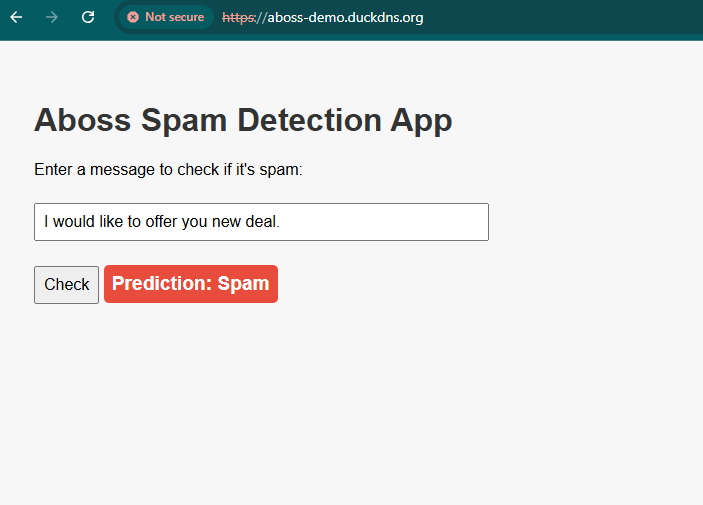 Not secure https://aboss-demo.duckdns.org
Aboss Spam Detection App
Enter a message to check if it's spam:
I would like to offer you new deal.
Check Prediction: Spam